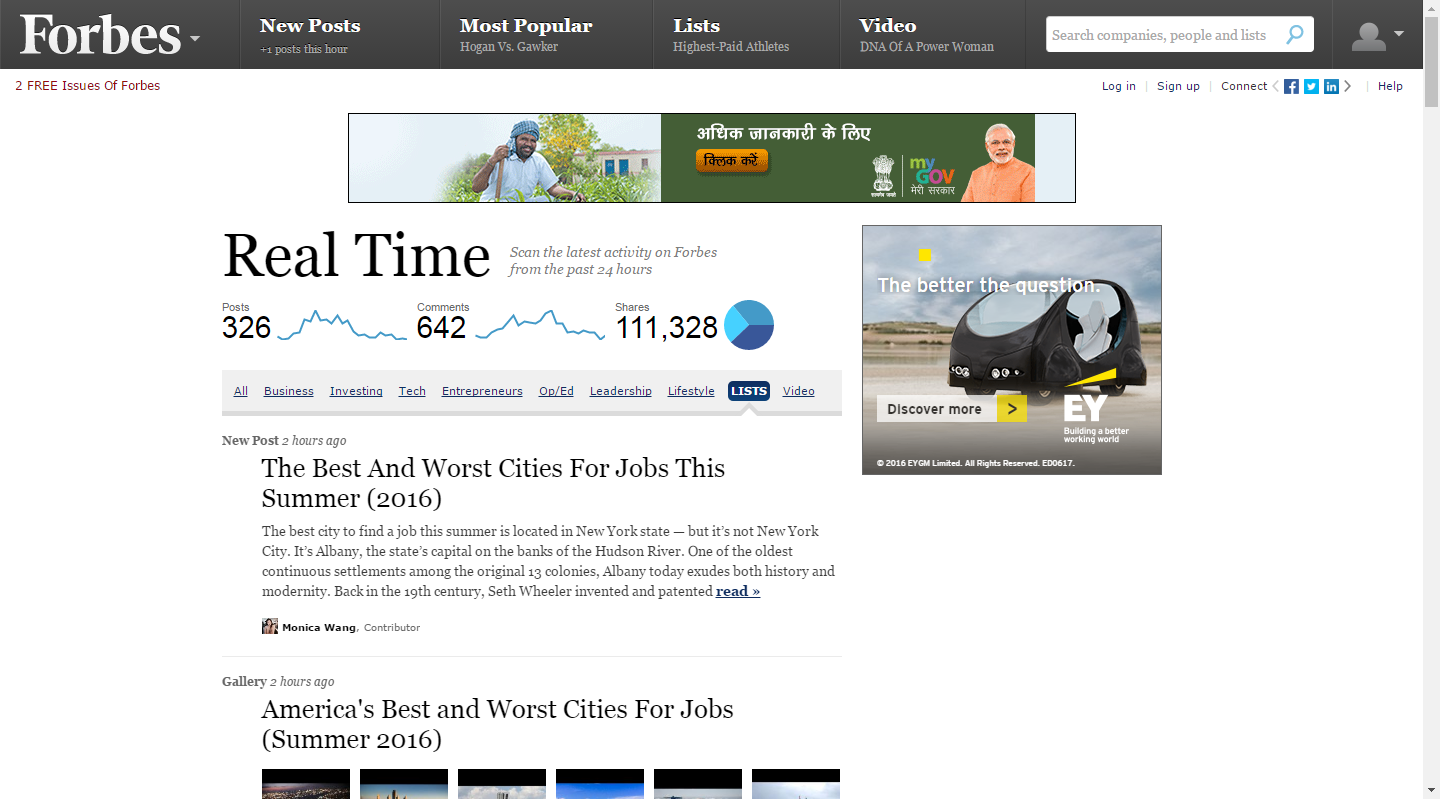 Forbes
New Posts
+1 posts this hour
Most Popular
Hogan Vs. Gawker
Lists
Highest-Paid Athletes
Video
DNA Of A Power Woman
Search companies, people and lists
2 FREE Issues Of Forbes
Log in
Sign up
Connect
Help
अधिक जानकारी के लिए
क्लिक करें
my
GOV
मेरी सरकार
Real Time
Scan the latest activity on Forbes
from the past 24 hours
Posts
326
Comments
642
Shares
111,328
All Business Investing Tech Entrepreneurs Op/Ed Leadership Lifestyle LISTS Video
The better the question.
Discover more >
EY
Building a better
working world
© 2016 EYGM Limited. All Rights Reserved. ED0617.
New Post 2 hours ago
The Best And Worst Cities For Jobs This
Summer (2016)
The best city to find a job this summer is located in New York state — but it’s not New York
City. It’s Albany, the state’s capital on the banks of the Hudson River. One of the oldest
continuous settlements among the original 13 colonies, Albany today exudes both history and
modernity. Back in the 19th century, Seth Wheeler invented and patented read »
Monica Wang, Contributor
Gallery 2 hours ago
America's Best and Worst Cities For Jobs
(Summer 2016)